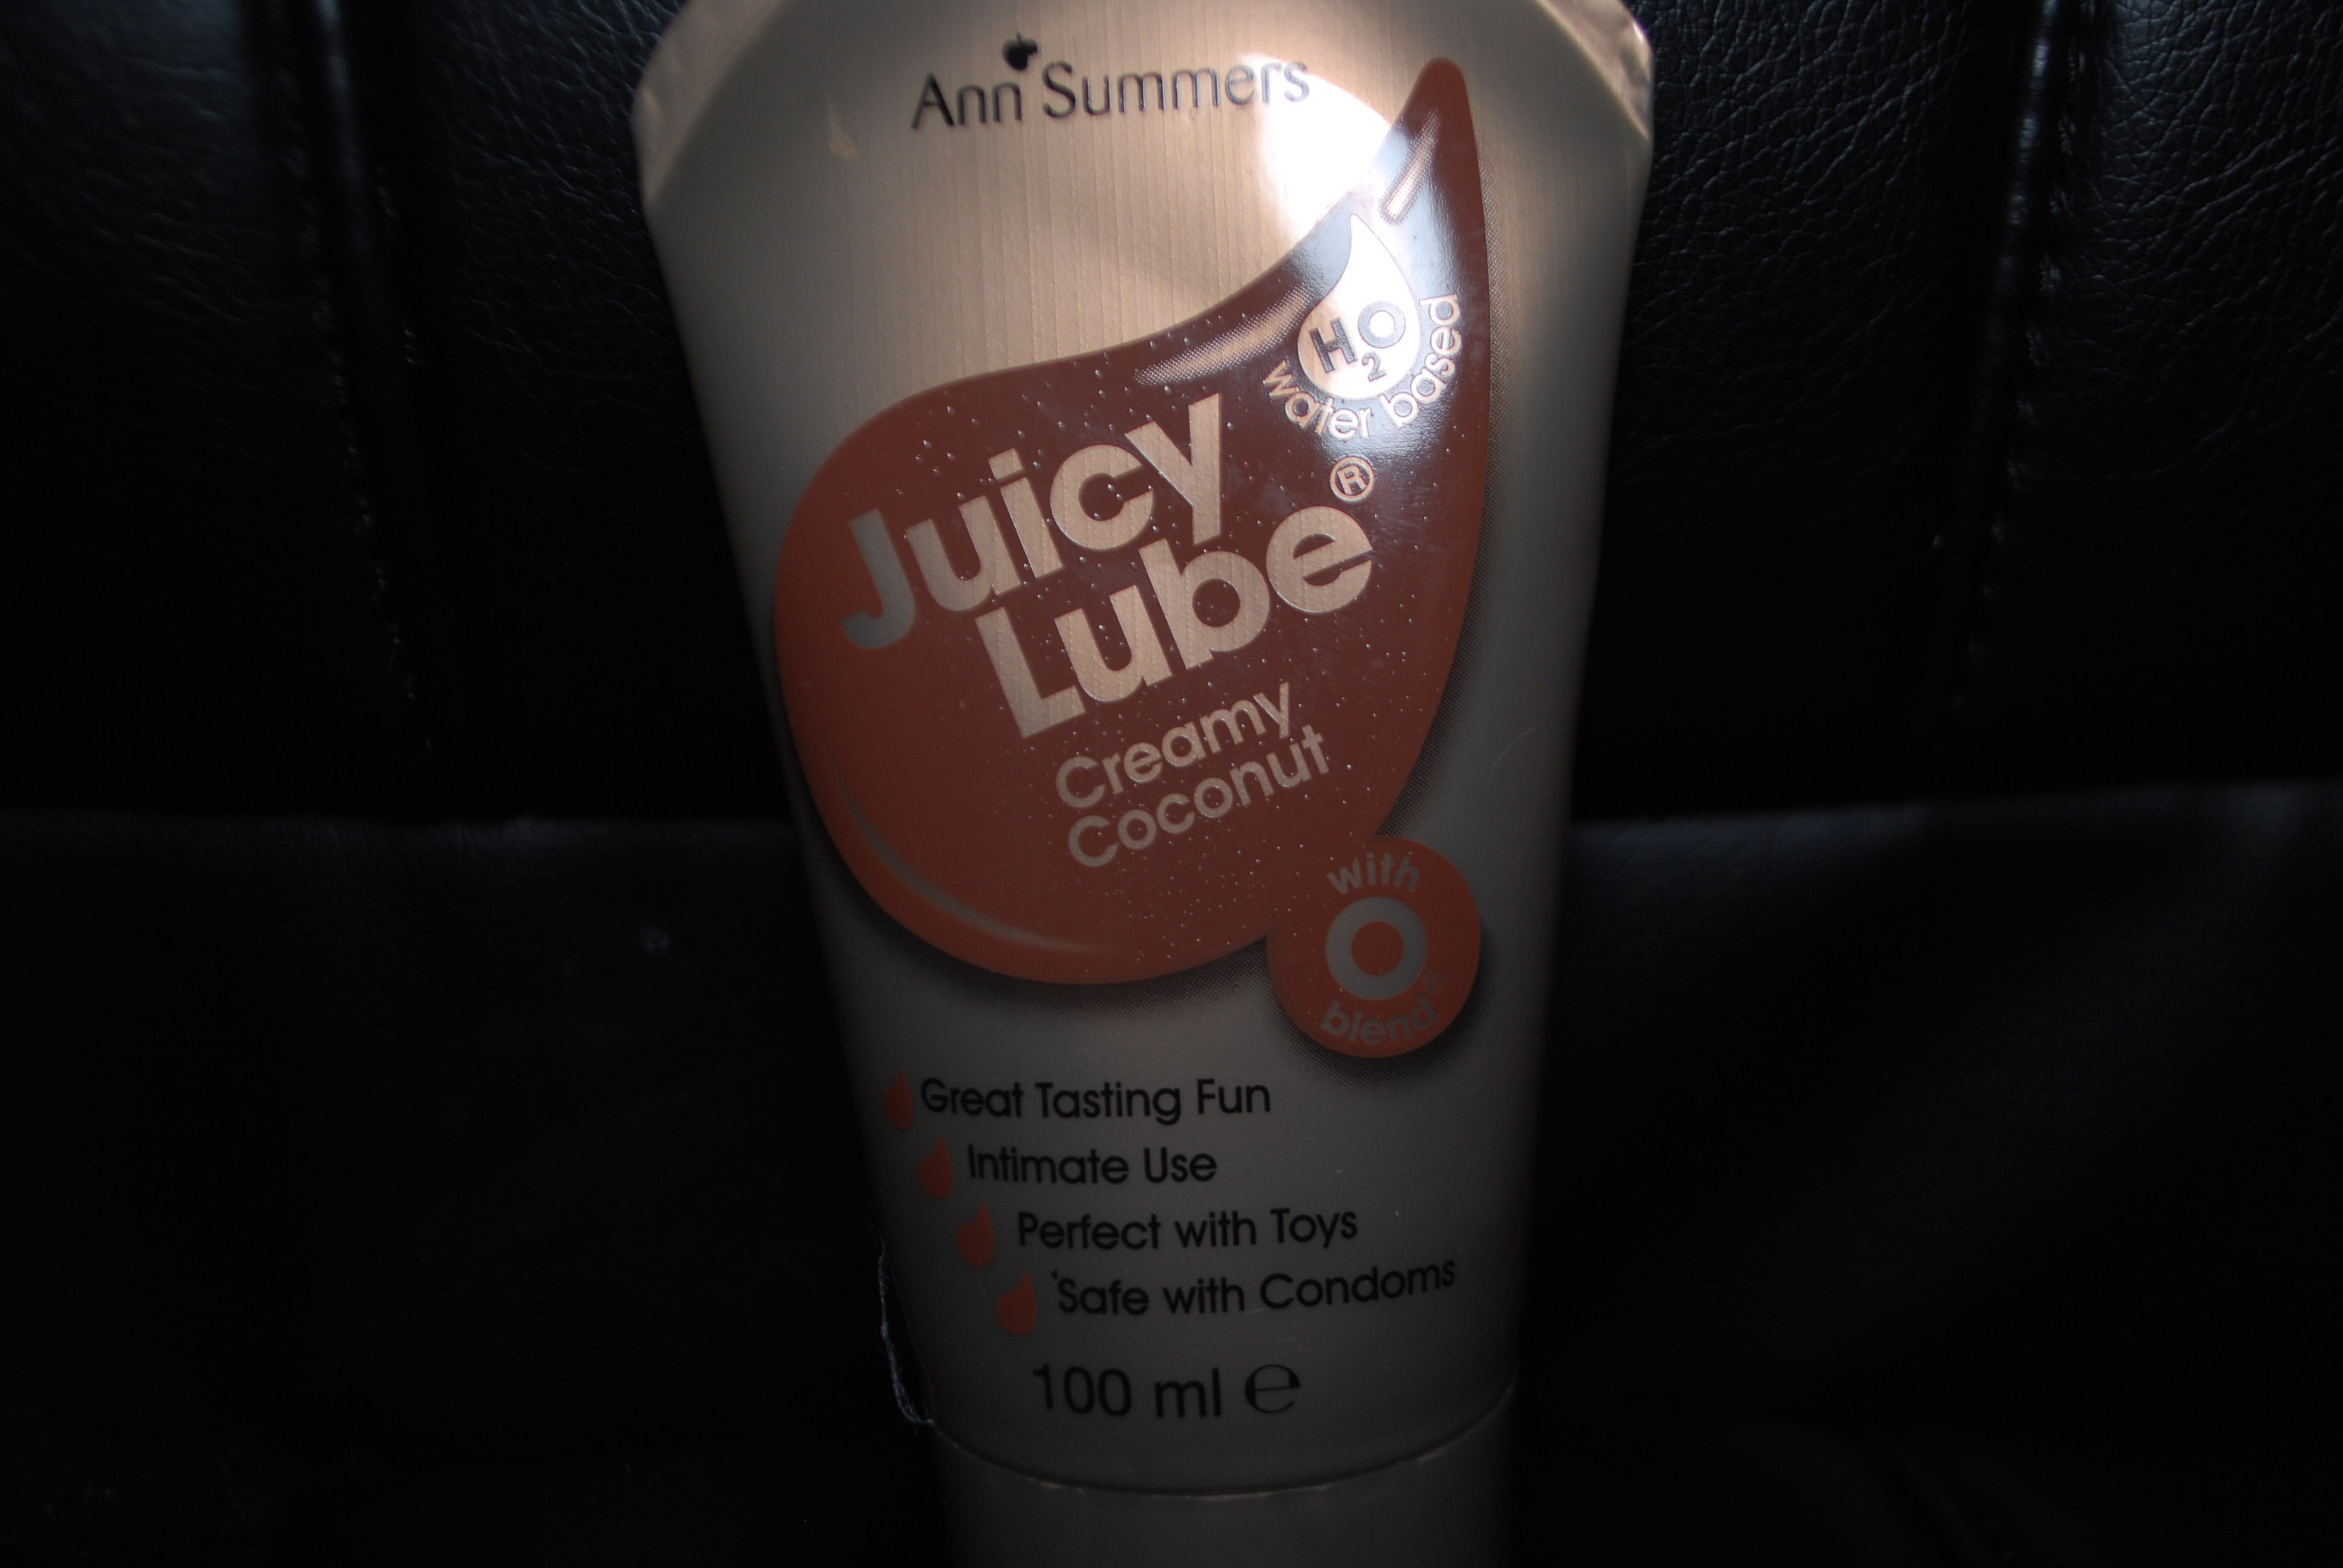 Ann Summers
H2O
water based
Juicy
Lube®
Creamy
Coconut
with
O
blend®
Great Tasting Fun
Intimate Use
Perfect with Toys
*Safe with Condoms
100 ml ℮